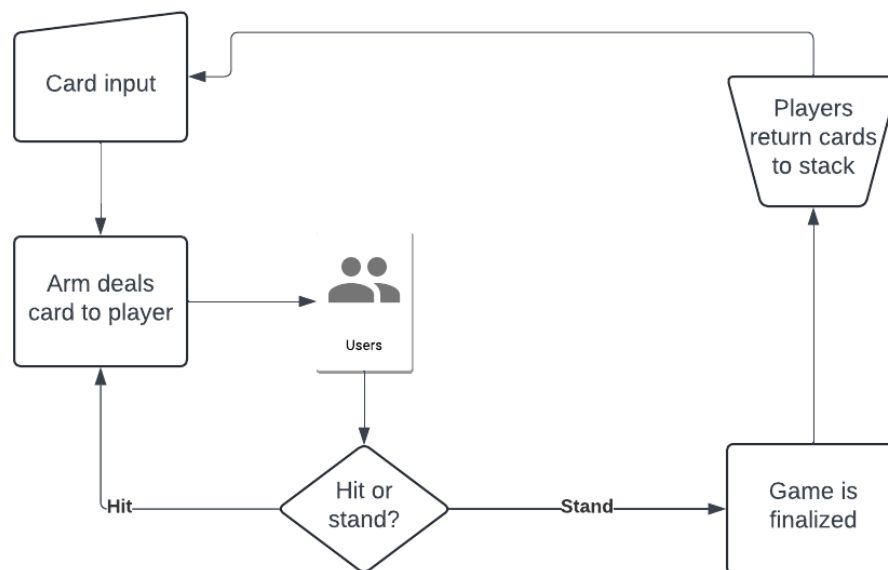 Card input
Players
return cards
to stack
Arm deals
card to player
Users
Hit
Hit or
stand?
Stand
Game is
finalized